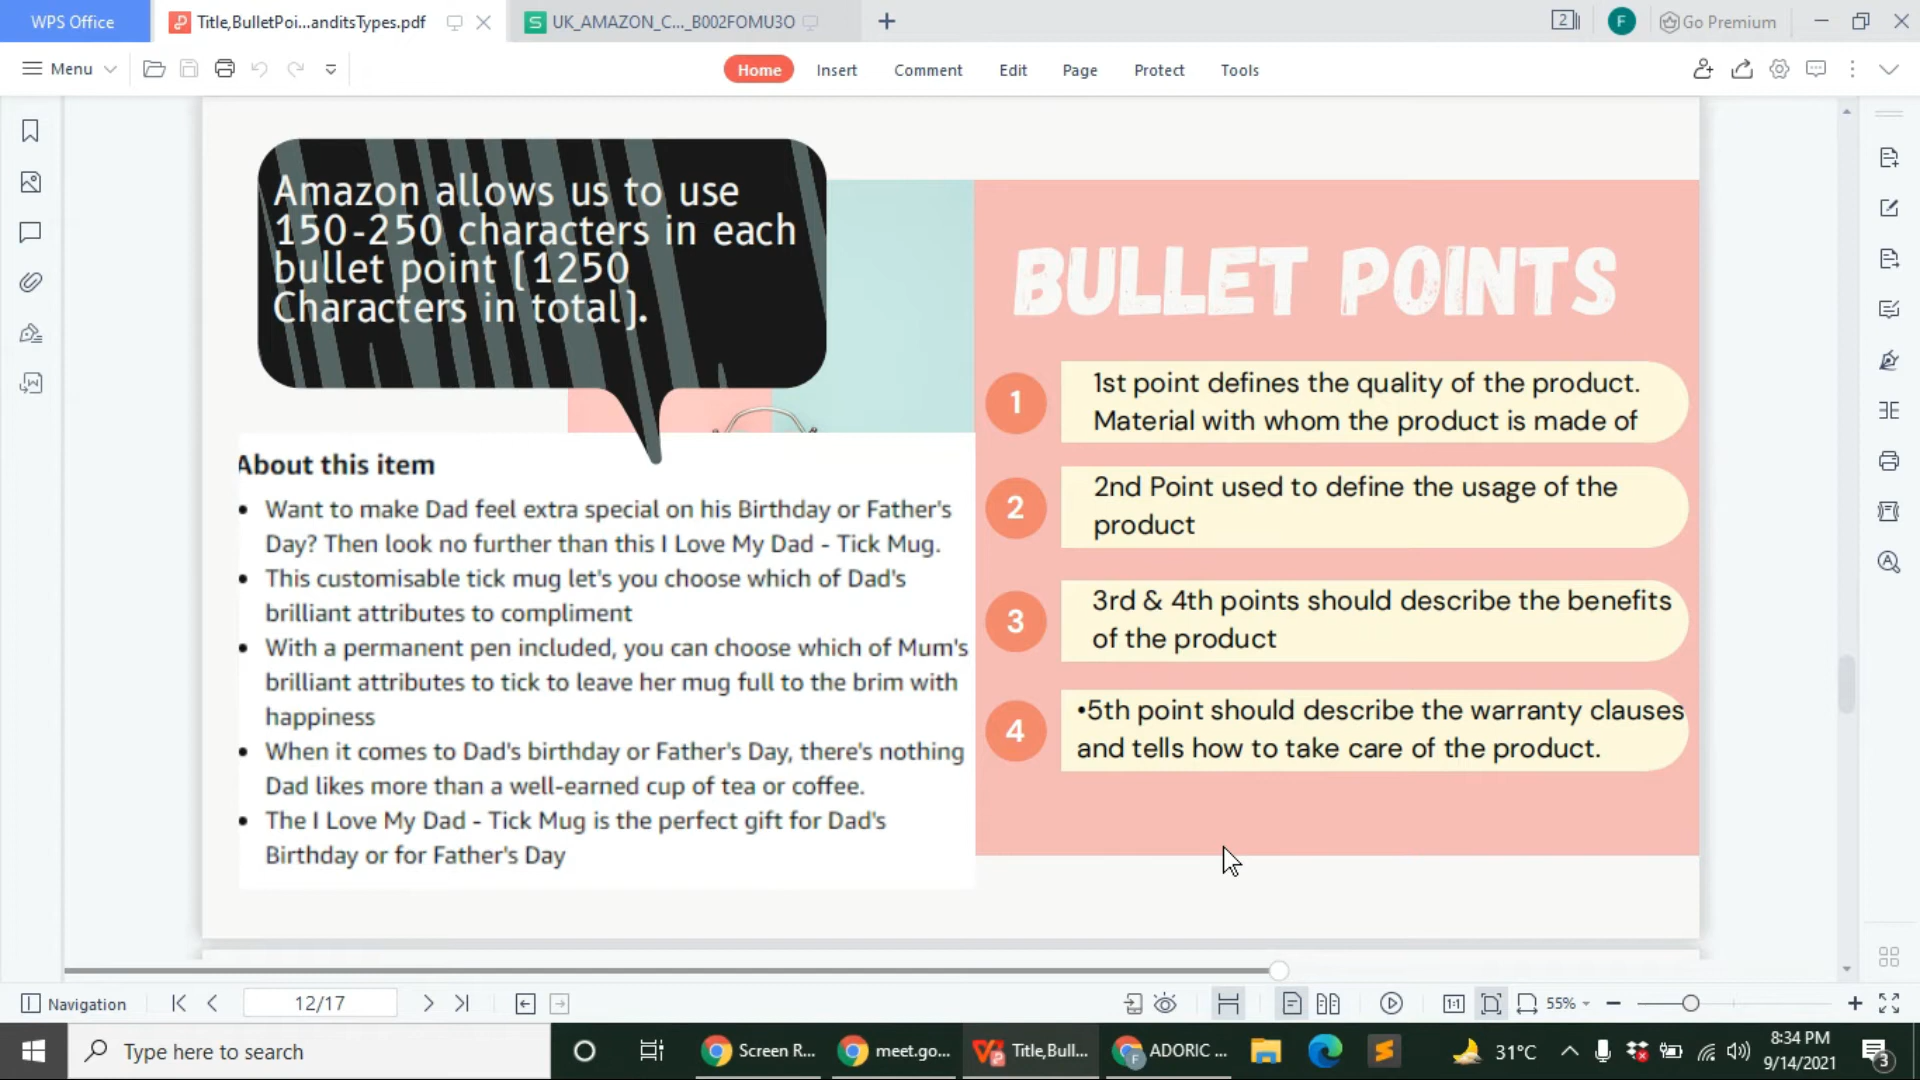 WPS Office
Title,BulletPoi...anditsTypes.pdf
UK_AMAZON_C..._B002FOMU3O
2
F
Go Premium
Menu
Home
Insert
Comment
Edit
Page
Protect
Tools
Amazon allows us to use
150-250 characters in each
bullet point [1250
Characters in total].
About this item
• Want to make Dad feel extra special on his Birthday or Father's
Day? Then look no further than this I Love My Dad - Tick Mug.
• This customisable tick mug let's you choose which of Dad's
brilliant attributes to compliment
• With a permanent pen included, you can choose which of Mum's
brilliant attributes to tick to leave her mug full to the brim with
happiness
• When it comes to Dad's birthday or Father's Day, there's nothing
Dad likes more than a well-earned cup of tea or coffee.
• The I Love My Dad - Tick Mug is the perfect gift for Dad's
Birthday or for Father's Day
BULLET POINTS
1
1st point defines the quality of the product.
Material with whom the product is made of
2
2nd Point used to define the usage of the
product
3
3rd & 4th points should describe the benefits
of the product
4
•5th point should describe the warranty clauses
and tells how to take care of the product.
Navigation
12/17
1:1
55%
Type here to search
Screen R...
meet.go...
Title,Bull...
ADORIC ...
31°C
8:34 PM
9/14/2021
3